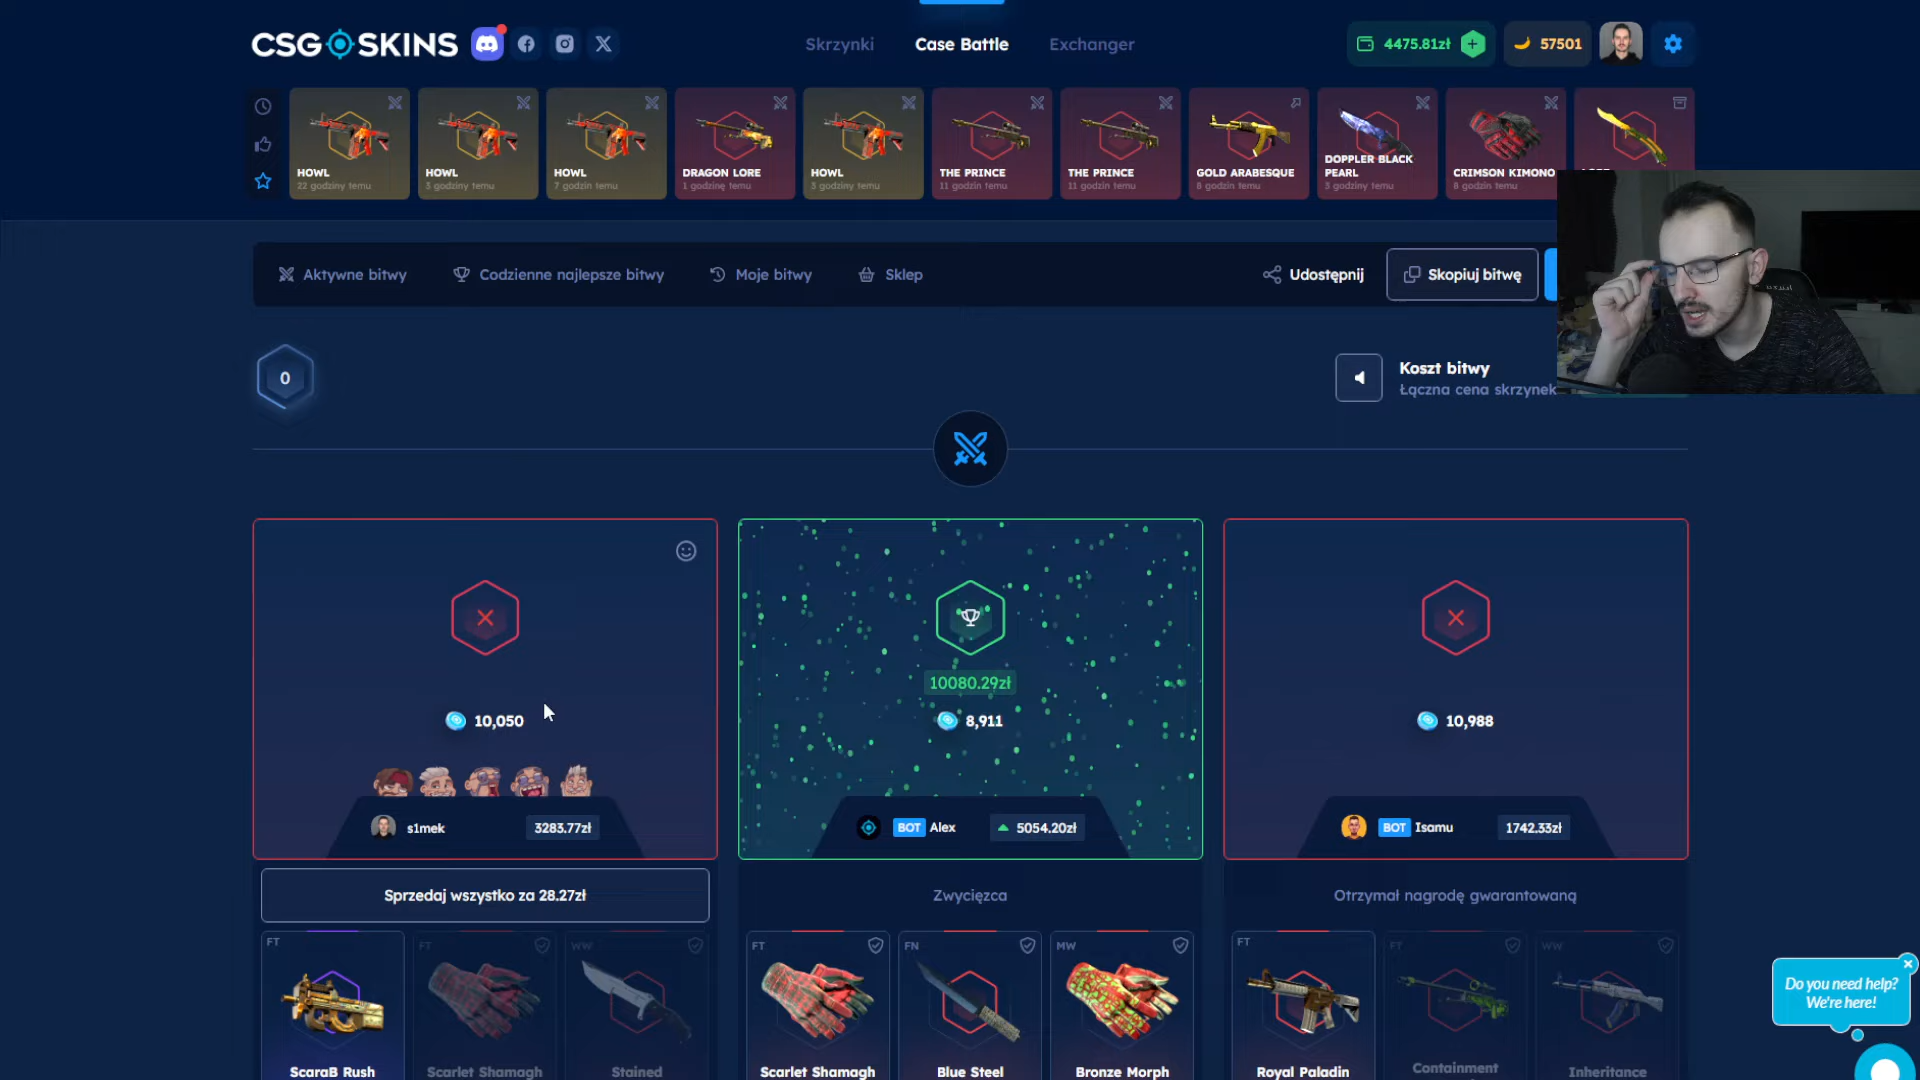 CSG SKINS
Skrzynki
Case Battle
Exchanger
4475.81zł
57501
HOWL
22 godziny temu
HOWL
3 godziny temu
HOWL
7 godzin temu
DRAGON LORE
1 godzinę temu
HOWL
3 godziny temu
THE PRINCE
11 godzin temu
THE PRINCE
11 godzin temu
GOLD ARABESQUE
8 godzin temu
DOPPLER BLACK
PEARL
3 godziny temu
CRIMSON KIMONO
8 godzin temu
Aktywne bitwy
Codzienne najlepsze bitwy
Moje bitwy
Sklep
Udostępnij
Skopiuj bitwę
0
Koszt bitwy
Łączna cena skrzynek
10,050
s1mek
3283.77zł
10080.29zł
8,911
BOT Alex
5054.20zł
10,988
BOT Isamu
1742.33zł
Sprzedaj wszystko za 28.27zł
Zwycięzca
Otrzymał nagrodę gwarantowaną
FT
ScaraB Rush
FT
Scarlet Shamagh
WW
Stained
FT
Scarlet Shamagh
FN
Blue Steel
MW
Bronze Morph
FT
Royal Paladin
FT
Containment
WW
Inheritance
Do you need help?
We're here!